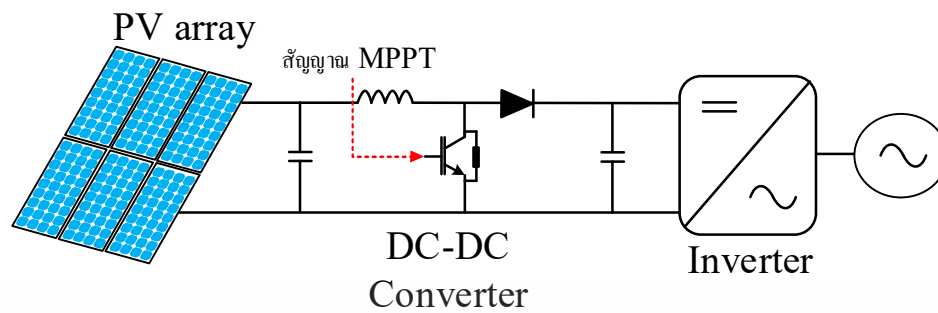 PV array
สัญญาณ MPPT
DC-DC
Converter
Inverter